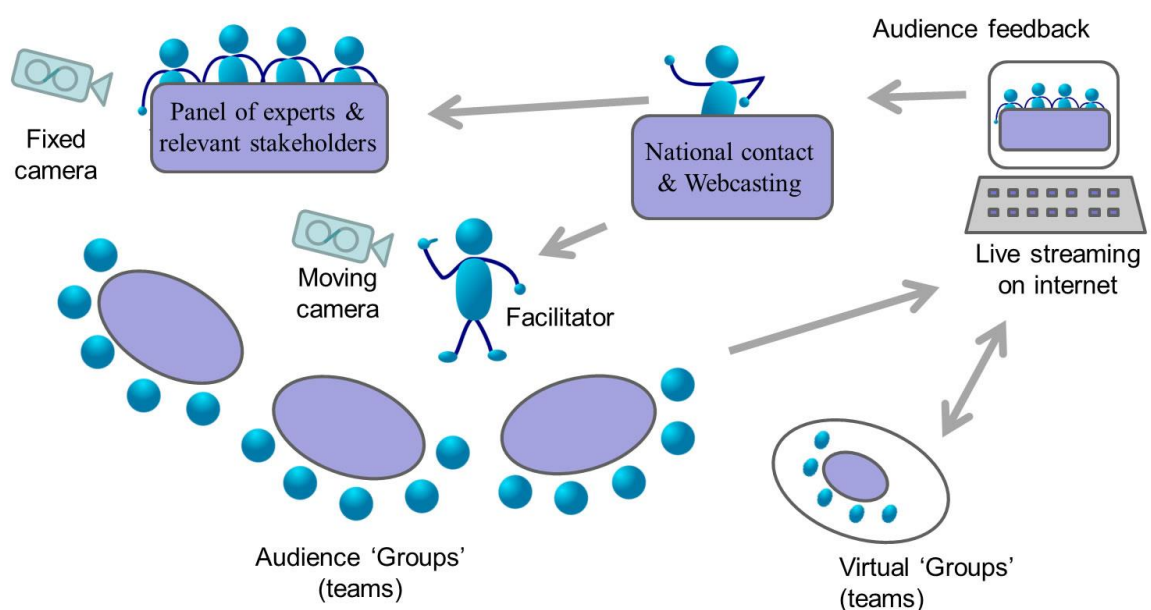 Audience feedback
Panel of experts &
relevant stakeholders
Fixed
camera
National contact
& Webcasting
Live streaming
on internet
Moving
camera
Facilitator
Audience ‘Groups’
(teams)
Virtual ‘Groups’
(teams)